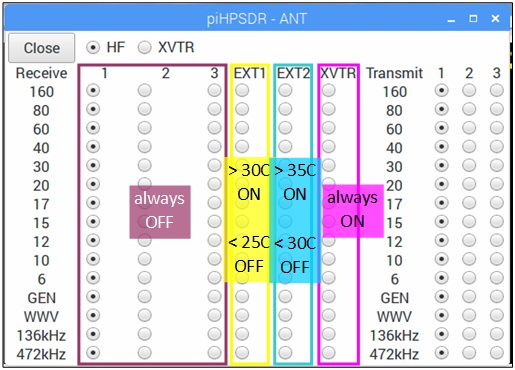 piHPSDR - ANT
Close HF XVTR
Receive 1 2 3 EXT1 EXT2 XVTR Transmit 1 2 3
160 160
80 80
60 60
40 40
30 > 30C > 35C 30
20 always ON ON always 20
17 OFF ON 17
15 15
12 < 25C < 30C 12
10 OFF OFF 10
6 6
GEN GEN
WWV WWV
136kHz 136kHz
472kHz 472kHz